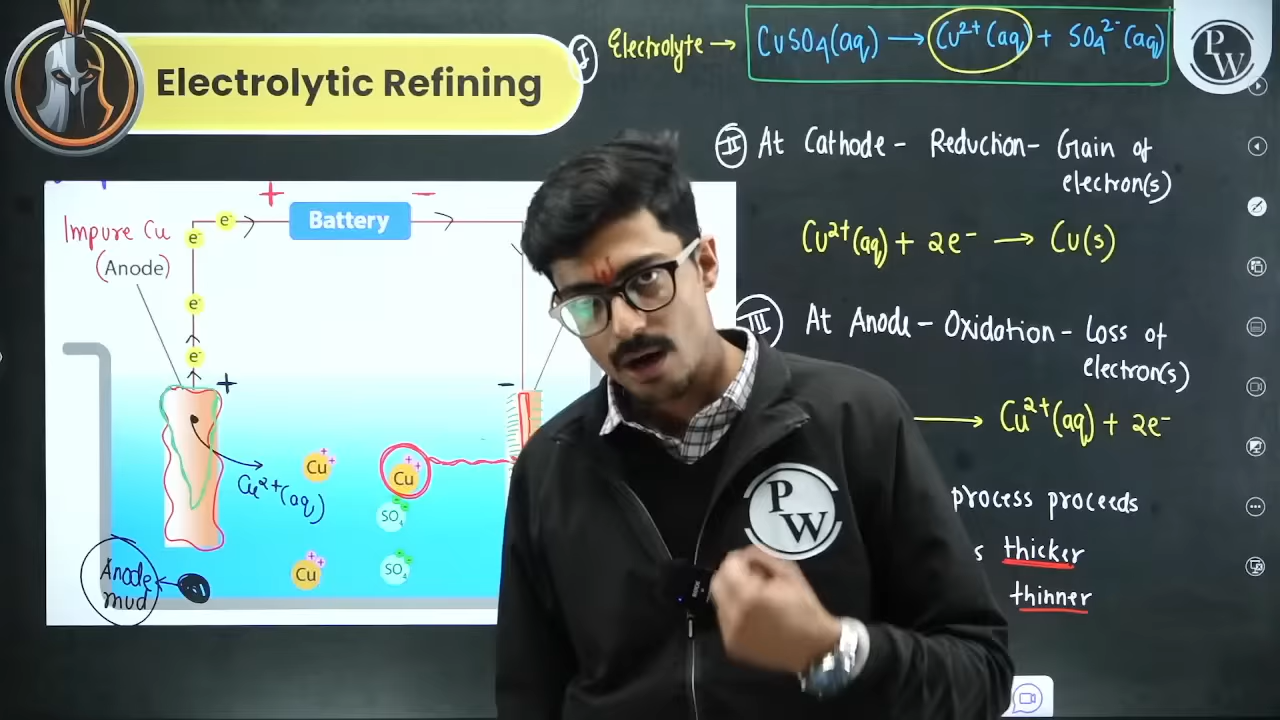 Electrolytic Refining
I Electrolyte → CuSO4(aq) → Cu²⁺(aq) + SO4²⁻(aq)
PW
II At Cathode - Reduction - Gain of
electron(s)
Cu²⁺(aq) + 2e⁻ → Cu(s)
III At Anode - Oxidation - Loss of
electron(s)
→ Cu²⁺(aq) + 2e⁻
process proceeds
s thicker
thinner
+ −
Battery
Impure Cu
(Anode)
e⁻
e⁻
e⁻
e⁻
+
−
Cu ++
Cu ++
Cu²⁺(aq)
SO4
Cu ++
SO4
Anode
mud
PW